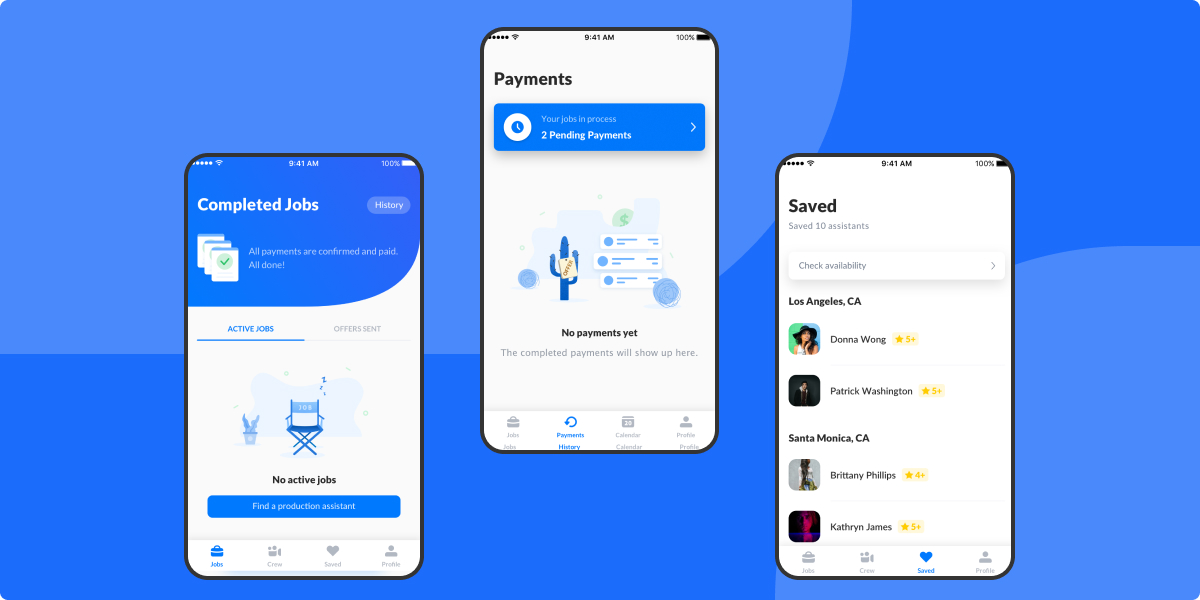 9:41 AM
100%
Completed Jobs
History
All payments are confirmed and paid.
All done!
ACTIVE JOBS
OFFERS SENT
z z z
JOB
No active jobs
Find a production assistant
Jobs
Crew
Saved
Profile
9:41 AM
100%
Payments
Your jobs in process
2 Pending Payments
$
OFFER
No payments yet
The completed payments will show up here.
Jobs
Payments
20
Calendar
Profile
Jobs
History
Calendar
Profile
9:41 AM
100%
Saved
Saved 10 assistants
Check availability
Los Angeles, CA
Donna Wong 5+
Patrick Washington 5+
Santa Monica, CA
Brittany Phillips 4+
Kathryn James 5+
Jobs
Crew
Saved
Profile